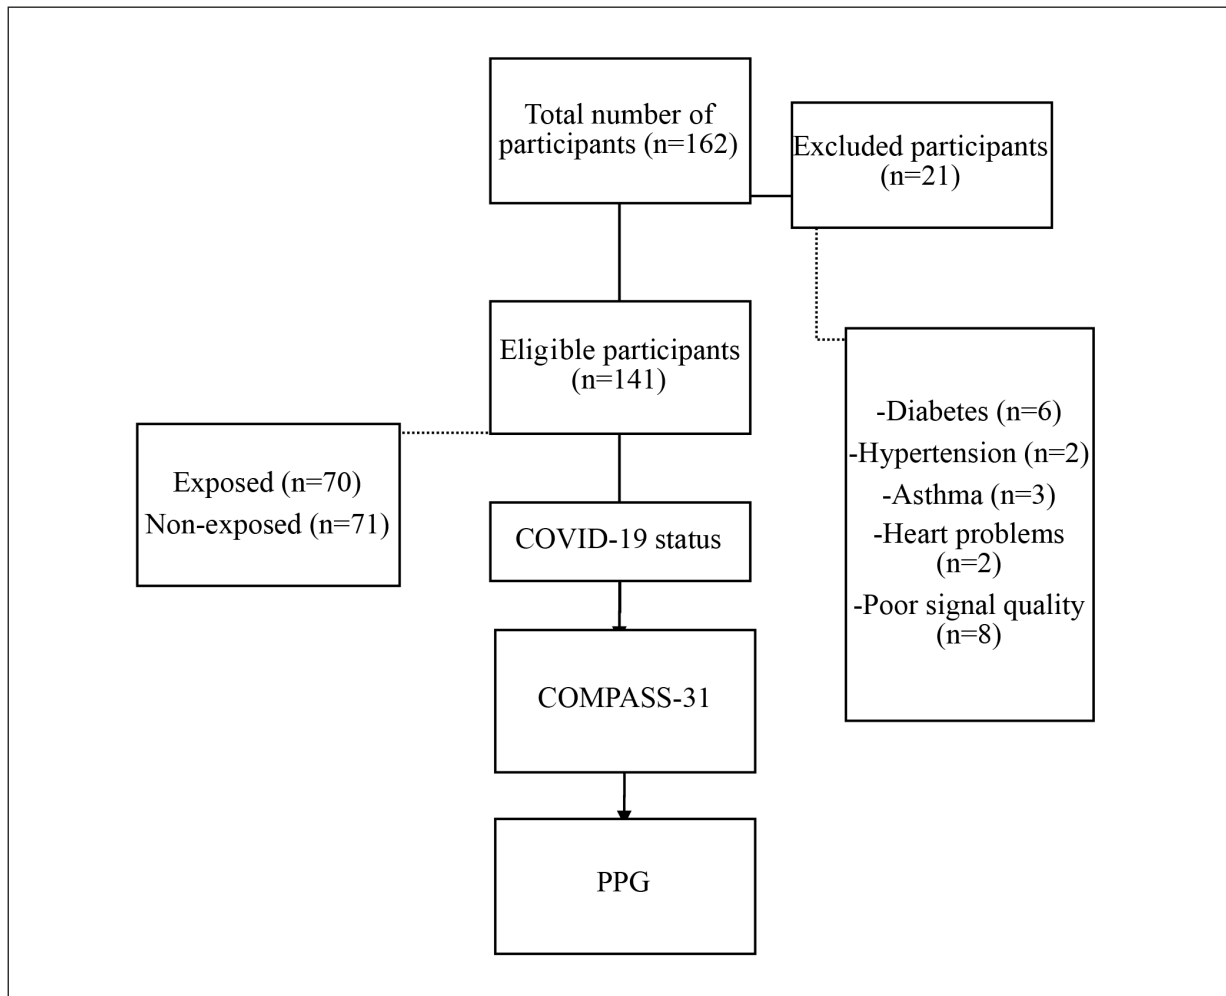 Total number of
participants (n=162)
Excluded participants
(n=21)
Eligible participants
(n=141)
-Diabetes (n=6)
-Hypertension (n=2)
-Asthma (n=3)
-Heart problems
(n=2)
-Poor signal quality
(n=8)
Exposed (n=70)
Non-exposed (n=71)
COVID-19 status
COMPASS-31
PPG